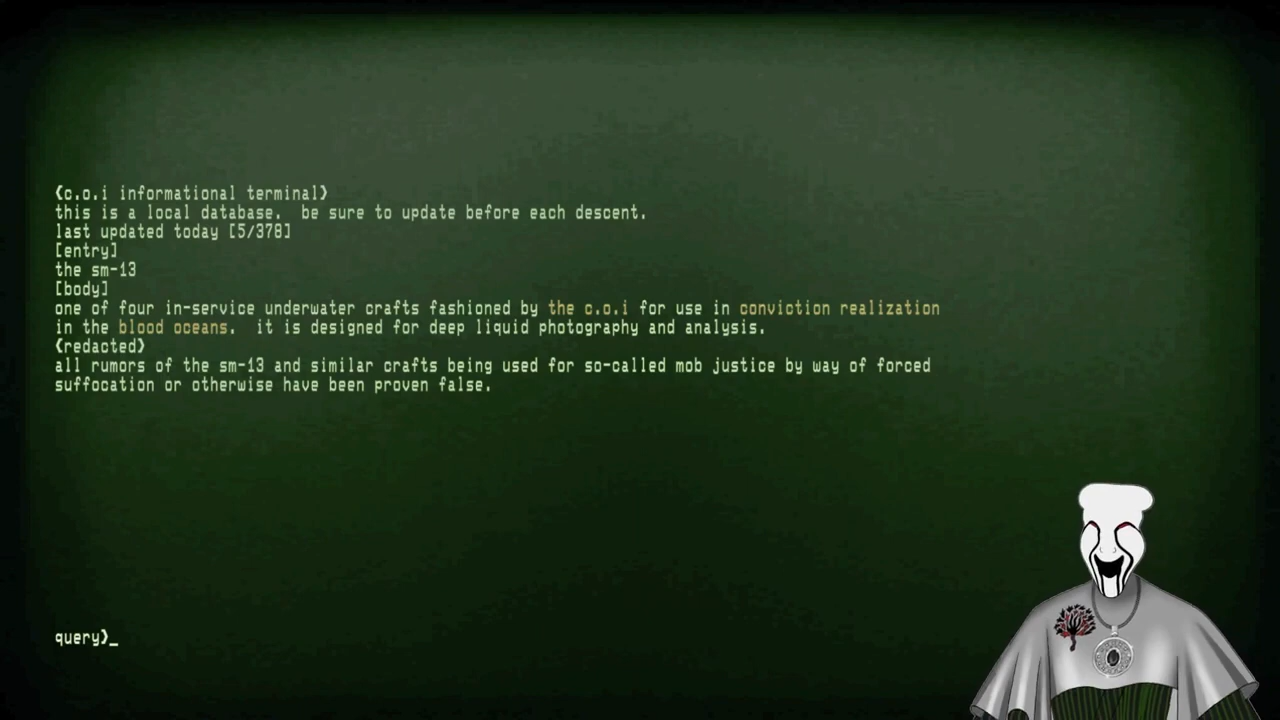 {c.o.i informational terminal}
this is a local database.  be sure to update before each descent.
last updated today [5/378]
[entry]
the sm-13
[body]
one of four in-service underwater crafts fashioned by the c.o.i for use in conviction realization
in the blood oceans.  it is designed for deep liquid photography and analysis.
{redacted}
all rumors of the sm-13 and similar crafts being used for so-called mob justice by way of forced
suffocation or otherwise have been proven false.
query}_